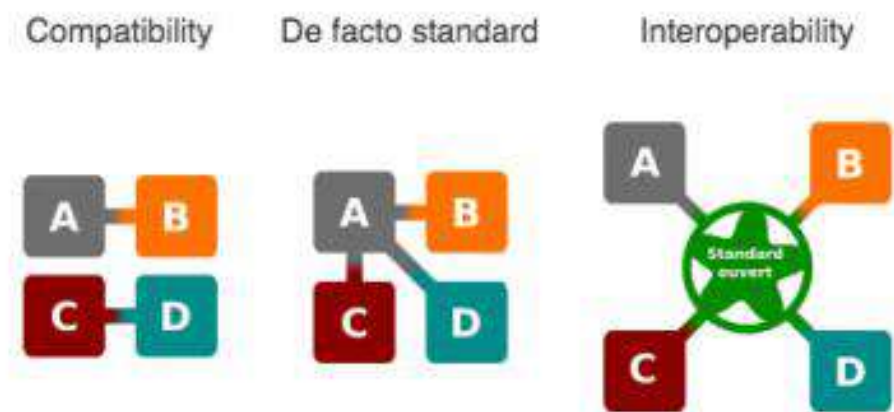 Compatibility
De facto standard
Interoperability
A B
C D
A B
C D
A B
Standard
ouvert
C D